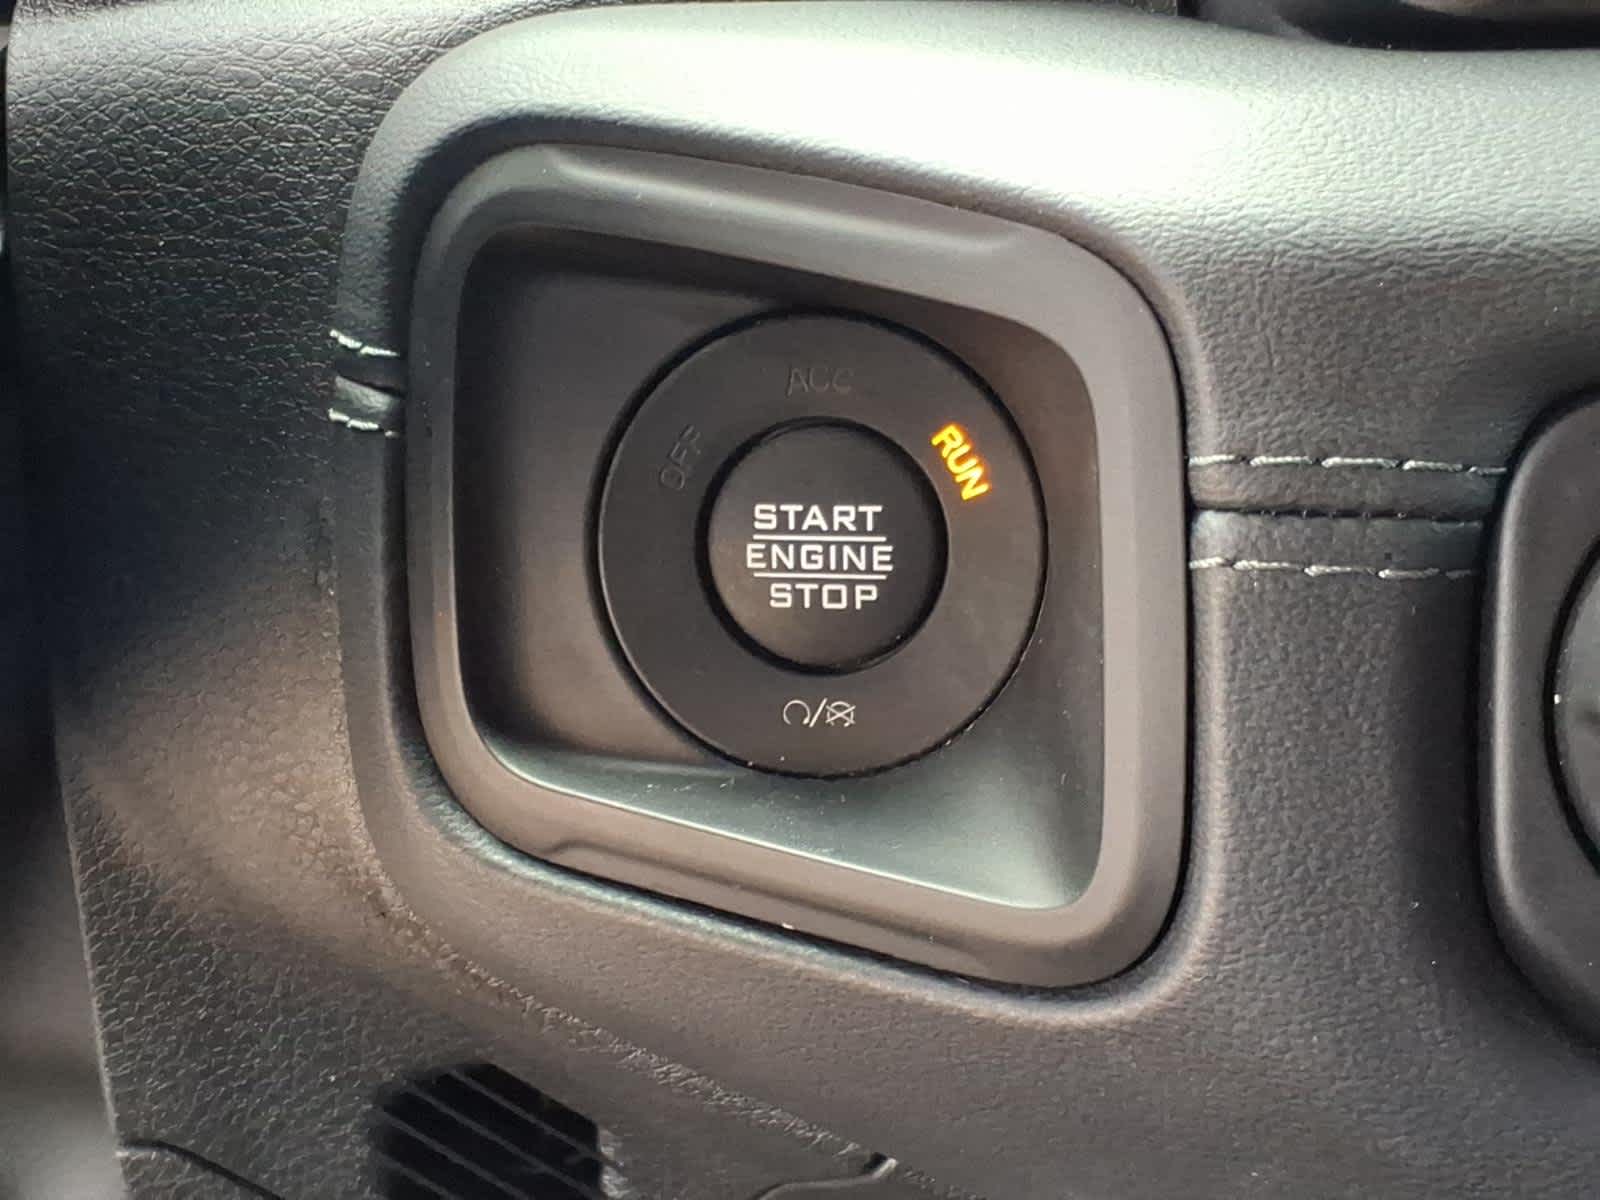 ACC
OFF
RUN
START
ENGINE
STOP